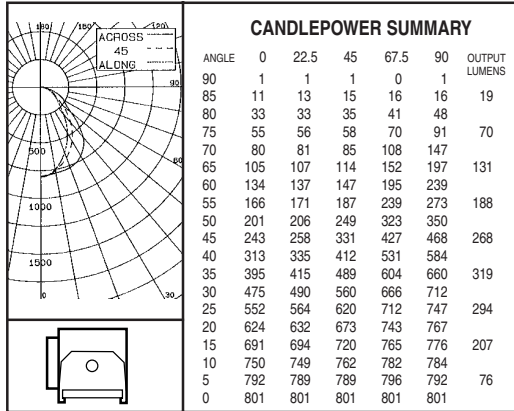 180
150
120
ACROSS
45
ALONG
90
60
500
1000
1500
0
30
CANDLEPOWER SUMMARY
ANGLE 0 22.5 45 67.5 90 OUTPUT LUMENS
90 1 1 1 0 1
85 11 13 15 16 16 19
80 33 33 35 41 48
75 55 56 58 70 91 70
70 80 81 85 108 147
65 105 107 114 152 197 131
60 134 137 147 195 239
55 166 171 187 239 273 188
50 201 206 249 323 350
45 243 258 331 427 468 268
40 313 335 412 531 584
35 395 415 489 604 660 319
30 475 490 560 666 712
25 552 564 620 712 747 294
20 624 632 673 743 767
15 691 694 720 765 776 207
10 750 749 762 782 784
5 792 789 789 796 792 76
0 801 801 801 801 801